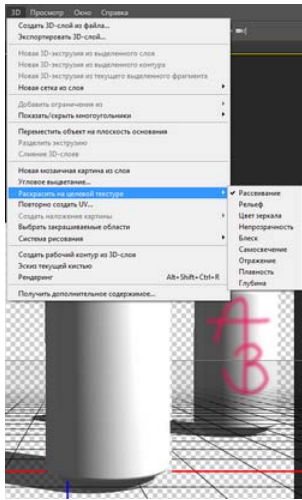 3D Просмотр Окно Справка
Создать 3D-слой из файла...
Экспортировать 3D-слой...
Новая 3D-экструзия из выделенного слоя
Новая 3D-экструзия из выделенного контура
Новая 3D-экструзия из текущего выделенного фрагмента
Новая сетка из слоя
Добавить ограничения из
Показать/скрыть многоугольники
Переместить объект на плоскость основания
Разделить экструзию
Слияние 3D-слоев
Новая мозаичная картина из слоя
Угловое выцветание...
Раскрасить на целевой текстуре
Повторно создать UV...
Создать наложение картины
Выбрать закрашиваемые области
Система рисования
Создать рабочий контур из 3D-слоя
Эскиз текущей кистью
Рендеринг Alt+Shift+Ctrl+R
Получить дополнительное содержимое...
Рассеивание
Рельеф
Цвет зеркала
Непрозрачность
Блеск
Самосвечение
Отражение
Плавность
Глубина
A
B